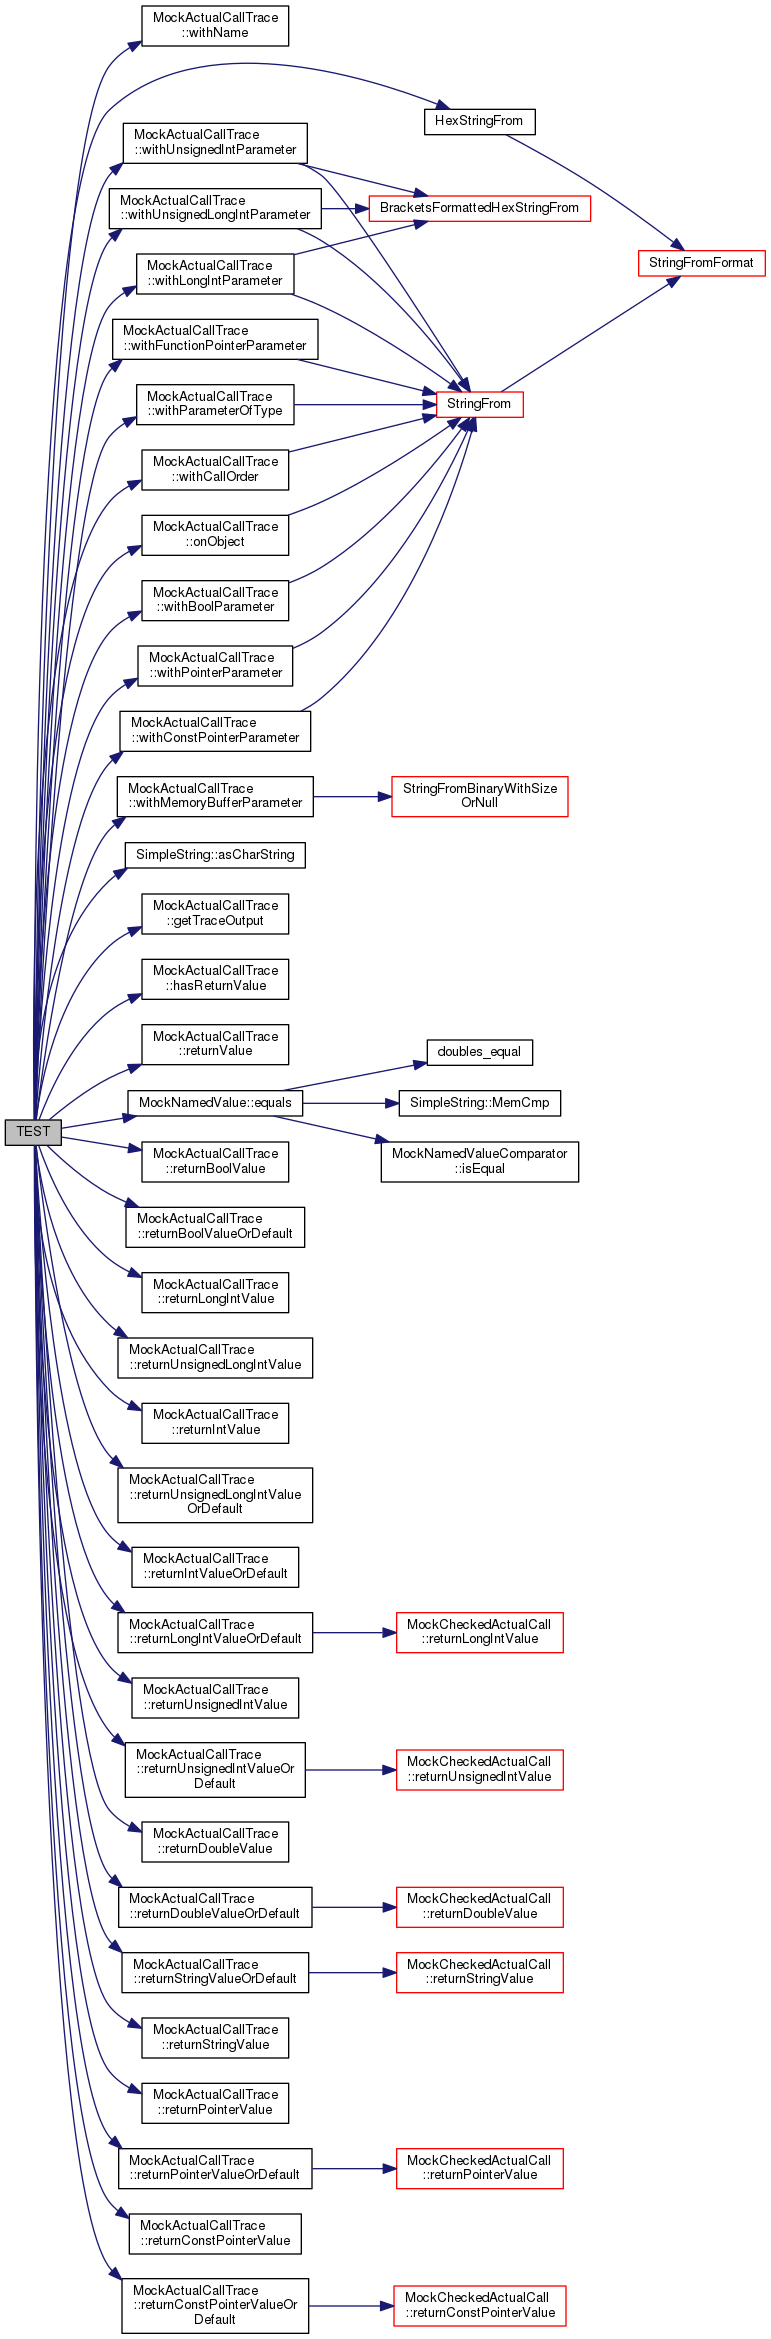 MockActualCallTrace
::withName
HexStringFrom
MockActualCallTrace
::withUnsignedIntParameter
MockActualCallTrace
::withUnsignedLongIntParameter
BracketsFormattedHexStringFrom
StringFromFormat
MockActualCallTrace
::withLongIntParameter
MockActualCallTrace
::withFunctionPointerParameter
MockActualCallTrace
::withParameterOfType
StringFrom
MockActualCallTrace
::withCallOrder
MockActualCallTrace
::onObject
MockActualCallTrace
::withBoolParameter
MockActualCallTrace
::withPointerParameter
MockActualCallTrace
::withConstPointerParameter
MockActualCallTrace
::withMemoryBufferParameter
StringFromBinaryWithSize
OrNull
SimpleString::asCharString
MockActualCallTrace
::getTraceOutput
MockActualCallTrace
::hasReturnValue
MockActualCallTrace
::returnValue
doubles_equal
MockNamedValue::equals
SimpleString::MemCmp
TEST
MockActualCallTrace
::returnBoolValue
MockNamedValueComparator
::isEqual
MockActualCallTrace
::returnBoolValueOrDefault
MockActualCallTrace
::returnLongIntValue
MockActualCallTrace
::returnUnsignedLongIntValue
MockActualCallTrace
::returnIntValue
MockActualCallTrace
::returnUnsignedLongIntValue
OrDefault
MockActualCallTrace
::returnIntValueOrDefault
MockActualCallTrace
::returnLongIntValueOrDefault
MockCheckedActualCall
::returnLongIntValue
MockActualCallTrace
::returnUnsignedIntValue
MockActualCallTrace
::returnUnsignedIntValueOr
Default
MockCheckedActualCall
::returnUnsignedIntValue
MockActualCallTrace
::returnDoubleValue
MockActualCallTrace
::returnDoubleValueOrDefault
MockCheckedActualCall
::returnDoubleValue
MockActualCallTrace
::returnStringValueOrDefault
MockCheckedActualCall
::returnStringValue
MockActualCallTrace
::returnStringValue
MockActualCallTrace
::returnPointerValue
MockActualCallTrace
::returnPointerValueOrDefault
MockCheckedActualCall
::returnPointerValue
MockActualCallTrace
::returnConstPointerValue
MockActualCallTrace
::returnConstPointerValueOr
Default
MockCheckedActualCall
::returnConstPointerValue